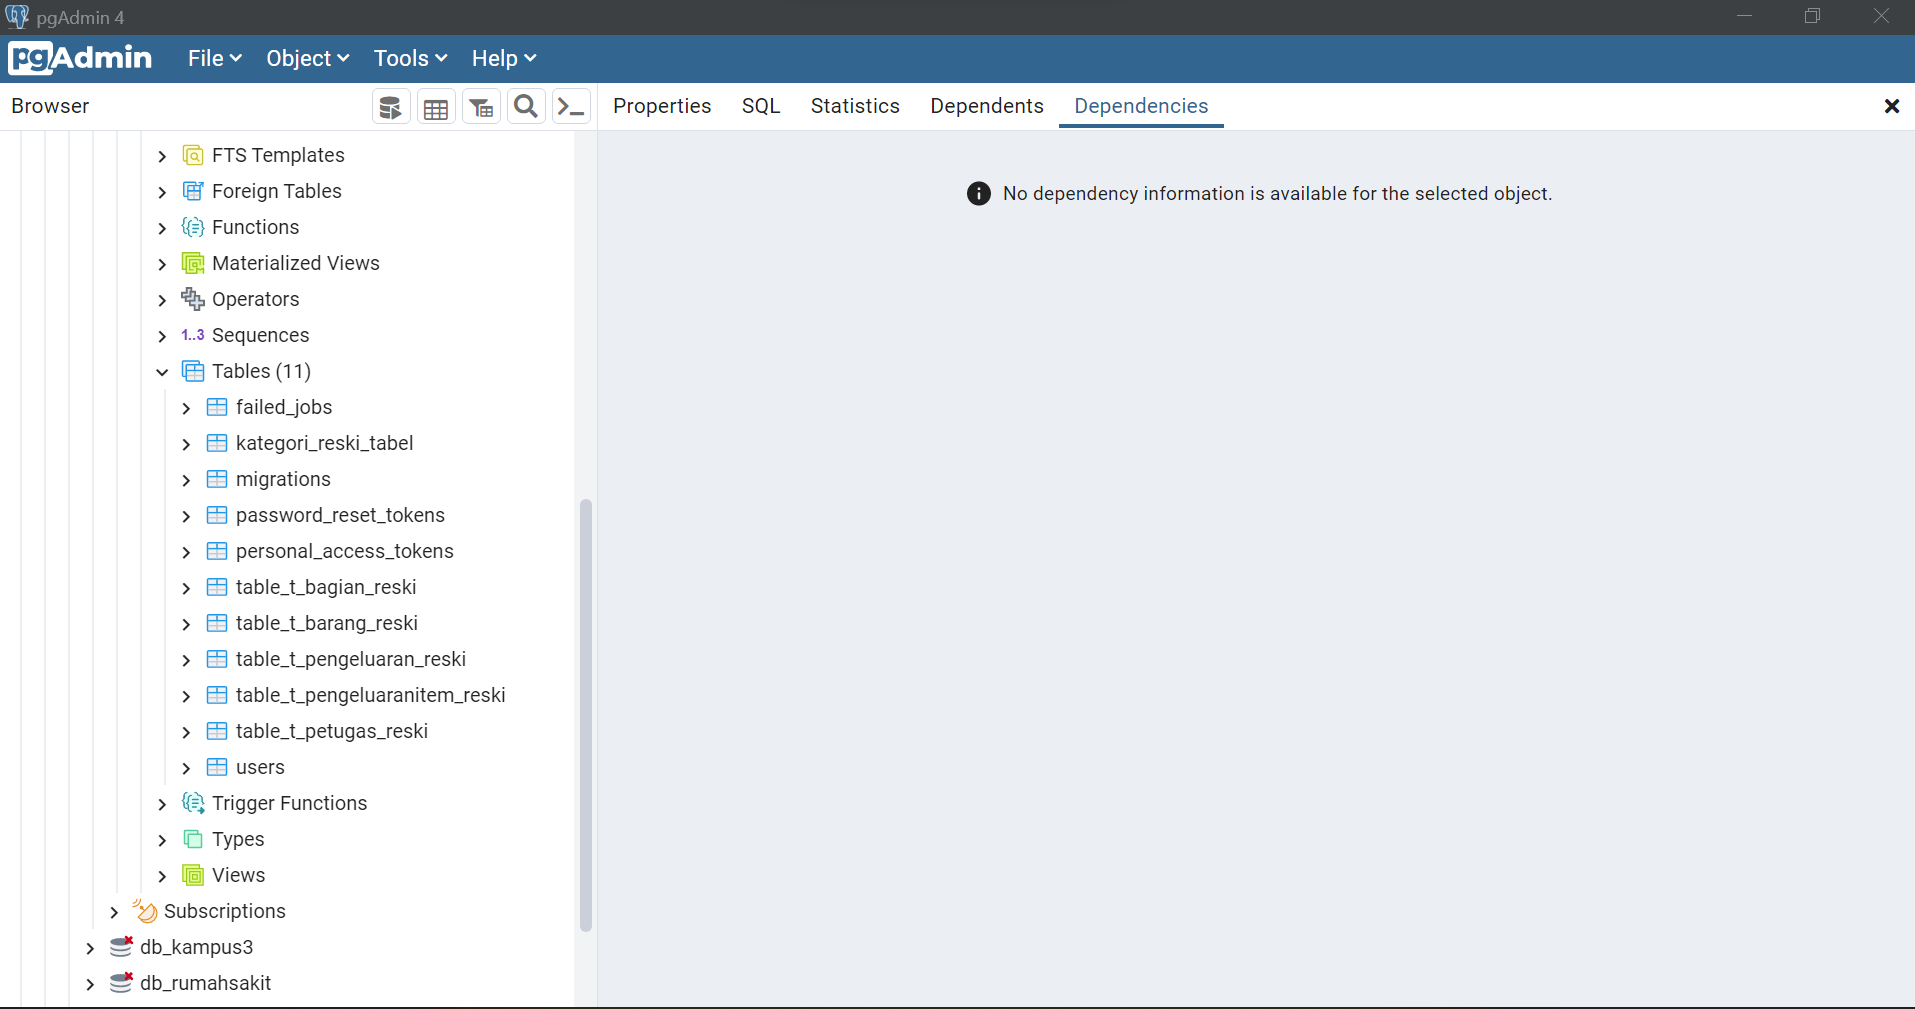 pgAdmin 4
pgAdmin File Object Tools Help
Browser Properties SQL Statistics Dependents Dependencies
FTS Templates
No dependency information is available for the selected object.
Foreign Tables
Functions
Materialized Views
Operators
1..3 Sequences
Tables (11)
failed_jobs
kategori_reski_tabel
migrations
password_reset_tokens
personal_access_tokens
table_t_bagian_reski
table_t_barang_reski
table_t_pengeluaran_reski
table_t_pengeluaranitem_reski
table_t_petugas_reski
users
Trigger Functions
Types
Views
Subscriptions
db_kampus3
db_rumahsakit